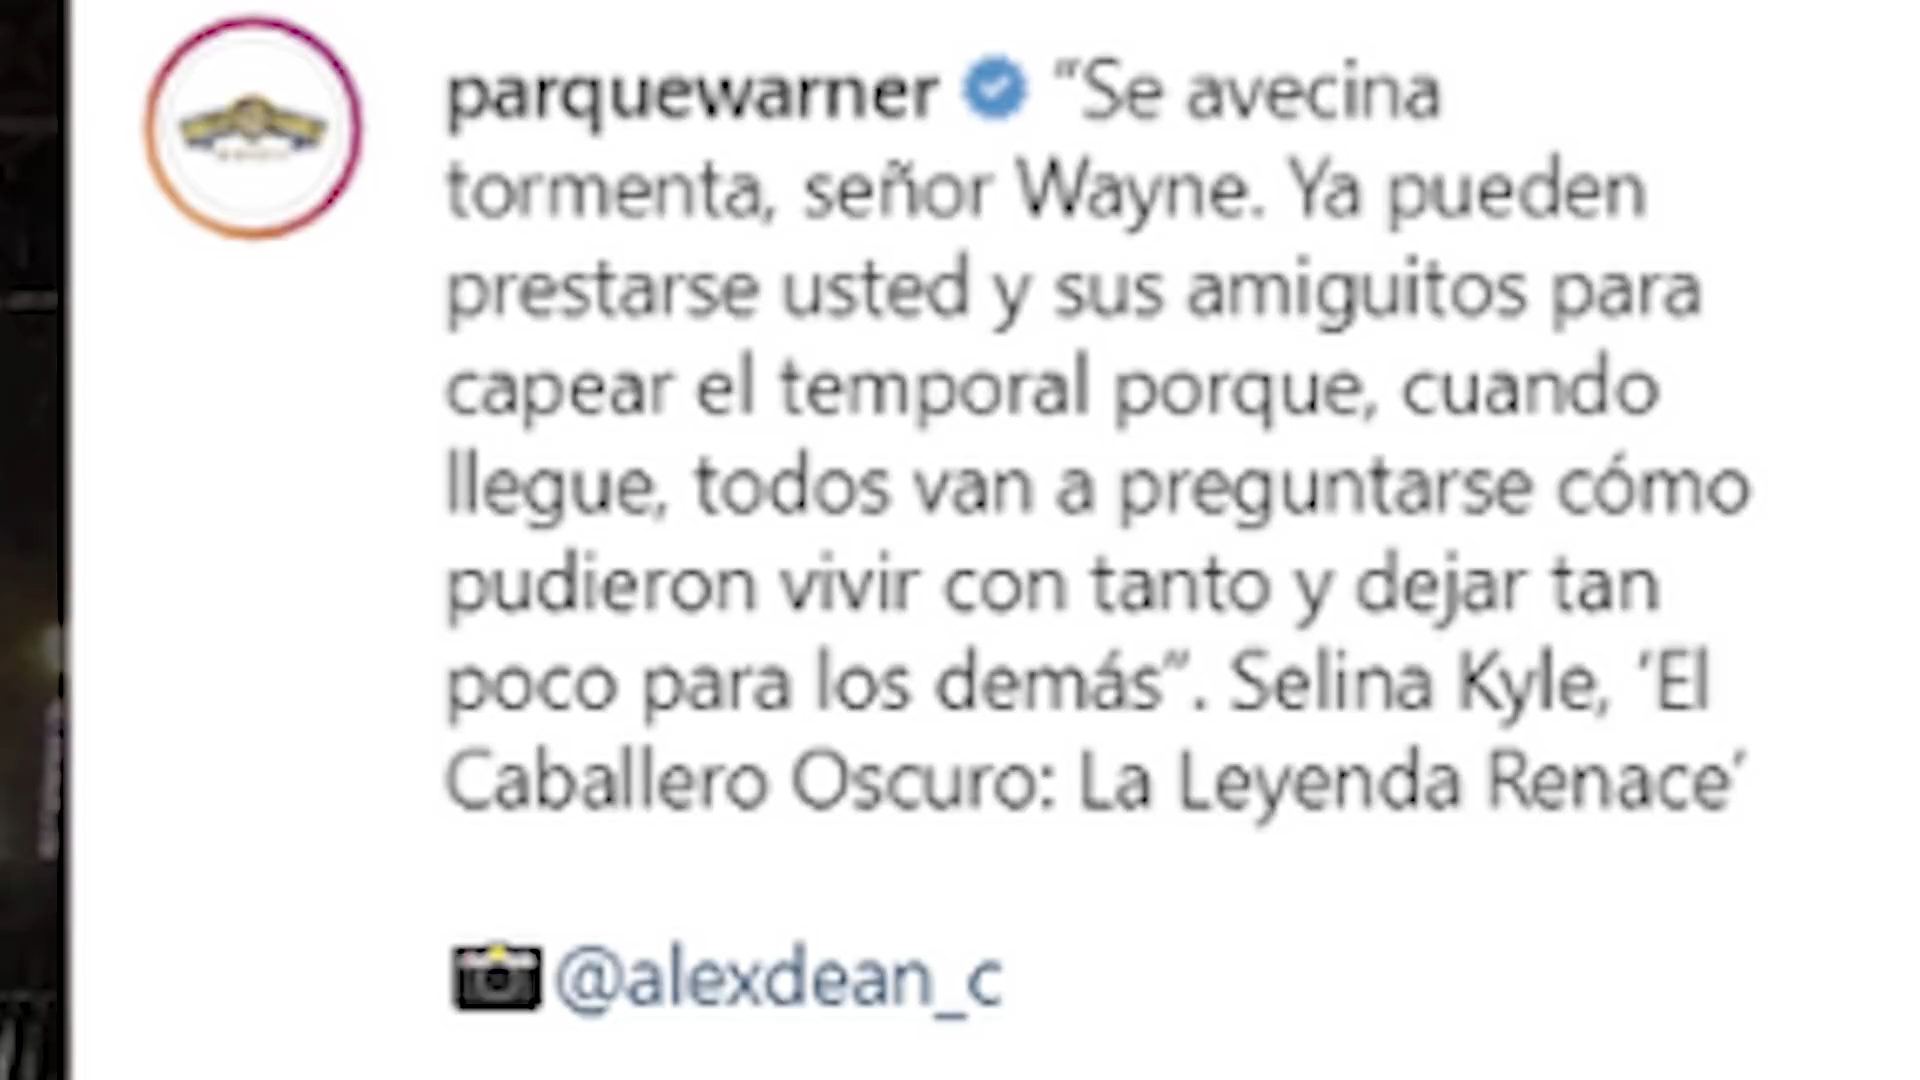 parquewarner "Se avecina
tormenta, señor Wayne. Ya pueden
prestarse usted y sus amiguitos para
capear el temporal porque, cuando
llegue, todos van a preguntarse cómo
pudieron vivir con tanto y dejar tan
poco para los demás". Selina Kyle, 'El
Caballero Oscuro: La Leyenda Renace'
@alexdean_c